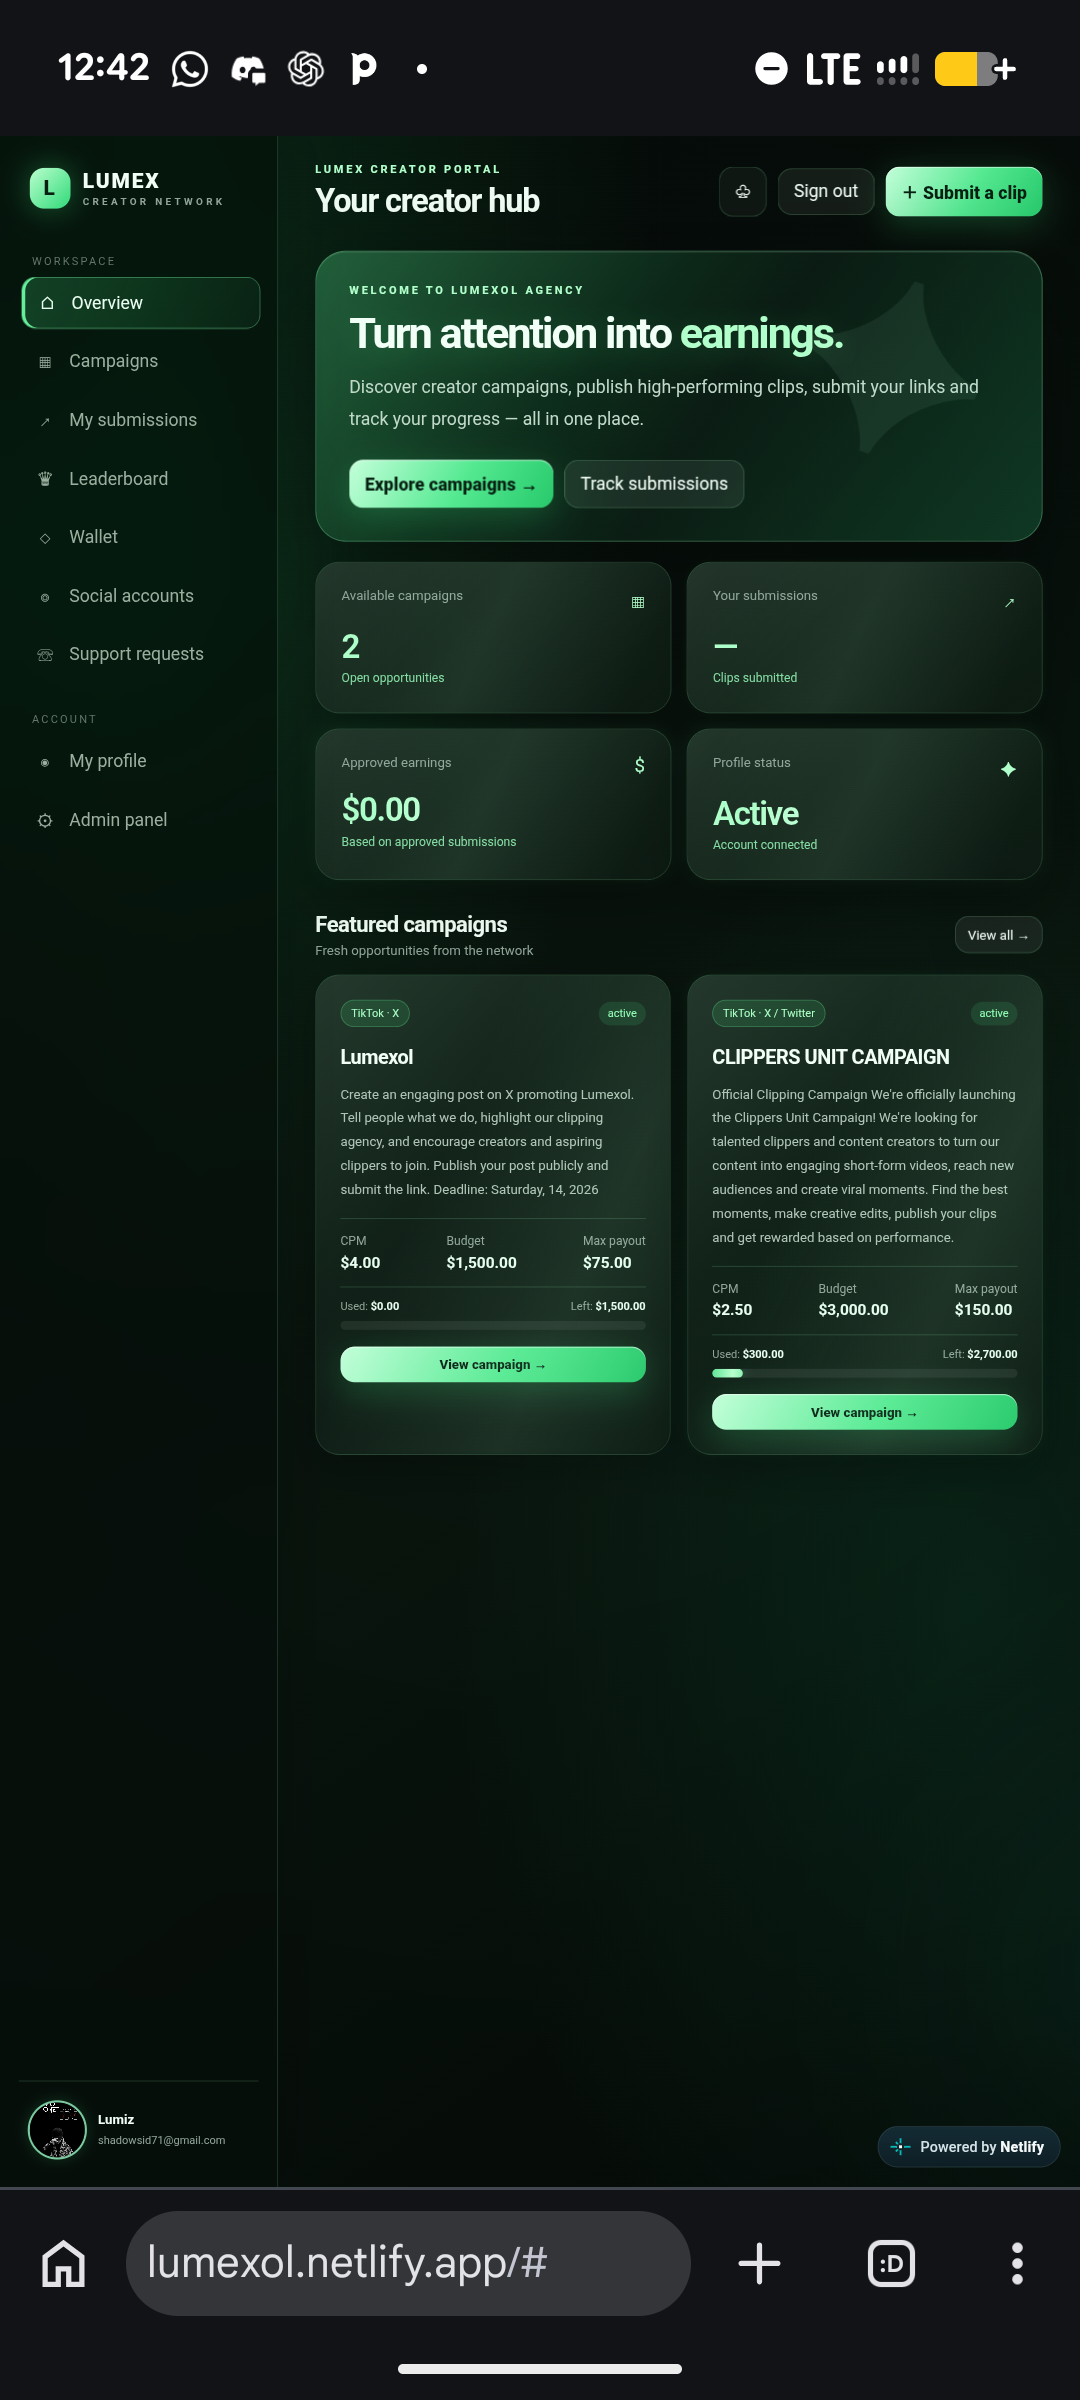 12:42
LTE
L
LUMEX
CREATOR NETWORK
WORKSPACE
Overview
Campaigns
My submissions
Leaderboard
Wallet
Social accounts
Support requests
ACCOUNT
My profile
Admin panel
LUMEX CREATOR PORTAL
Your creator hub
Sign out
+ Submit a clip
WELCOME TO LUMEXOL AGENCY
Turn attention into earnings.
Discover creator campaigns, publish high-performing clips, submit your links and
track your progress — all in one place.
Explore campaigns →
Track submissions
Available campaigns
2
Open opportunities
Your submissions
—
Clips submitted
Approved earnings
$
$0.00
Based on approved submissions
Profile status
Active
Account connected
Featured campaigns
Fresh opportunities from the network
View all →
TikTok · X
active
Lumexol
Create an engaging post on X promoting Lumexol.
Tell people what we do, highlight our clipping
agency, and encourage creators and aspiring
clippers to join. Publish your post publicly and
submit the link. Deadline: Saturday, 14, 2026
CPM Budget Max payout
$4.00 $1,500.00 $75.00
Used: $0.00 Left: $1,500.00
View campaign →
TikTok · X / Twitter
active
CLIPPERS UNIT CAMPAIGN
Official Clipping Campaign We're officially launching
the Clippers Unit Campaign! We're looking for
talented clippers and content creators to turn our
content into engaging short-form videos, reach new
audiences and create viral moments. Find the best
moments, make creative edits, publish your clips
and get rewarded based on performance.
CPM Budget Max payout
$2.50 $3,000.00 $150.00
Used: $300.00 Left: $2,700.00
View campaign →
Lumiz
shadowsid71@gmail.com
Powered by Netlify
lumexol.netlify.app/#
:D